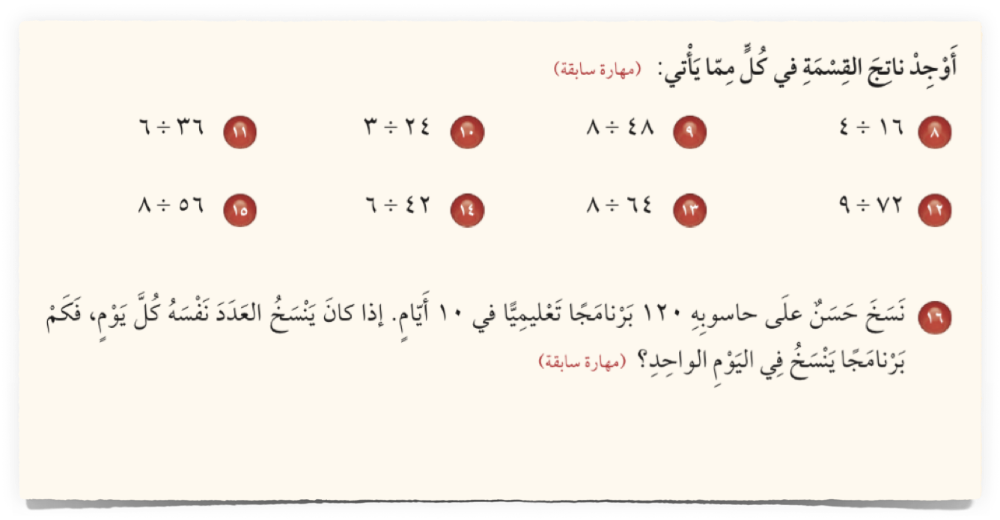 أَوْجِدْ ناتِجَ القِسْمَةِ في كُلٍّ مِمّا يَأْتي: (مهارة سابقة)
٨ ١٦ ÷ ٤ ٩ ٤٨ ÷ ٨ ١٠ ٢٤ ÷ ٣ ١١ ٣٦ ÷ ٦
١٢ ٧٢ ÷ ٩ ١٣ ٦٤ ÷ ٨ ١٤ ٤٢ ÷ ٦ ١٥ ٥٦ ÷ ٨
١٦ نَسَخَ حَسَنٌ علَى حاسوبِهِ ١٢٠ بَرْنامَجًا تَعْليمِيًّا في ١٠ أَيّامٍ. إذا كانَ يَنْسَخُ العَدَدَ نَفْسَهُ كُلَّ يَوْمٍ، فَكَمْ
بَرْنامَجًا يَنْسَخُ فِي اليَوْمِ الواحِدِ؟ (مهارة سابقة)